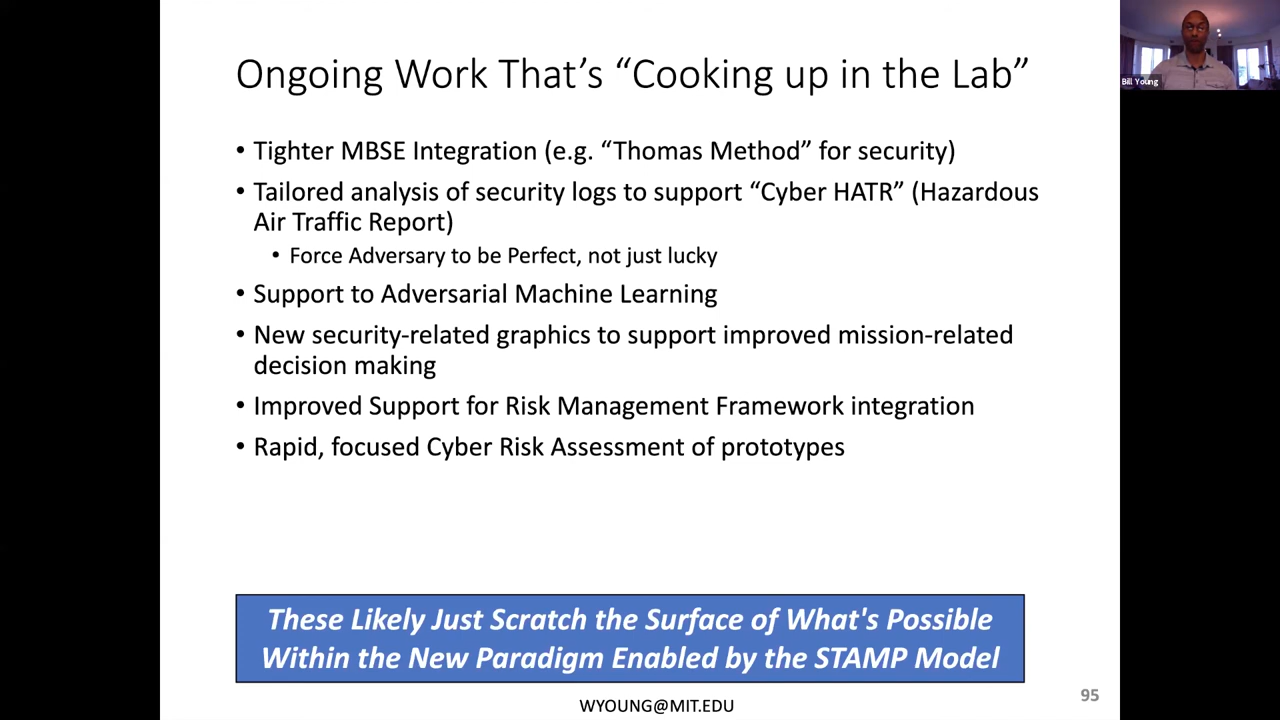 Ongoing Work That’s “Cooking up in the Lab”
• Tighter MBSE Integration (e.g. “Thomas Method” for security)
• Tailored analysis of security logs to support “Cyber HATR” (Hazardous
Air Traffic Report)
• Force Adversary to be Perfect, not just lucky
• Support to Adversarial Machine Learning
• New security-related graphics to support improved mission-related
decision making
• Improved Support for Risk Management Framework integration
• Rapid, focused Cyber Risk Assessment of prototypes
These Likely Just Scratch the Surface of What's Possible
Within the New Paradigm Enabled by the STAMP Model
WYOUNG@MIT.EDU
95
Bill Young